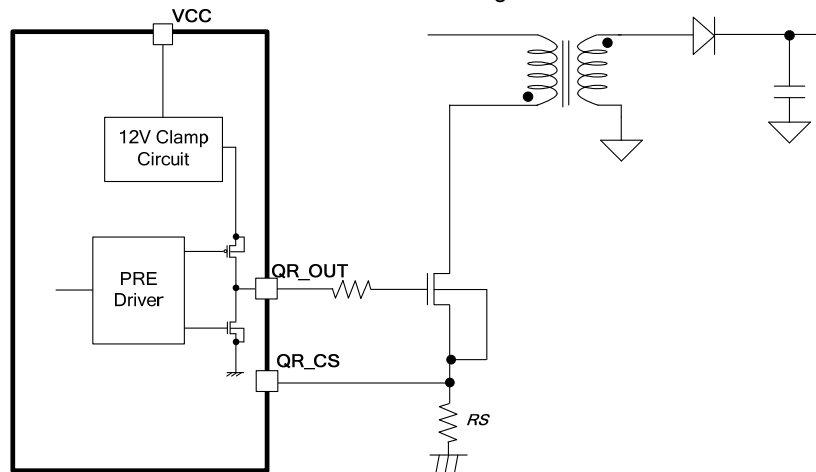 VCC
12V Clamp
Circuit
PRE
Driver
QR_OUT
QR_CS
RS